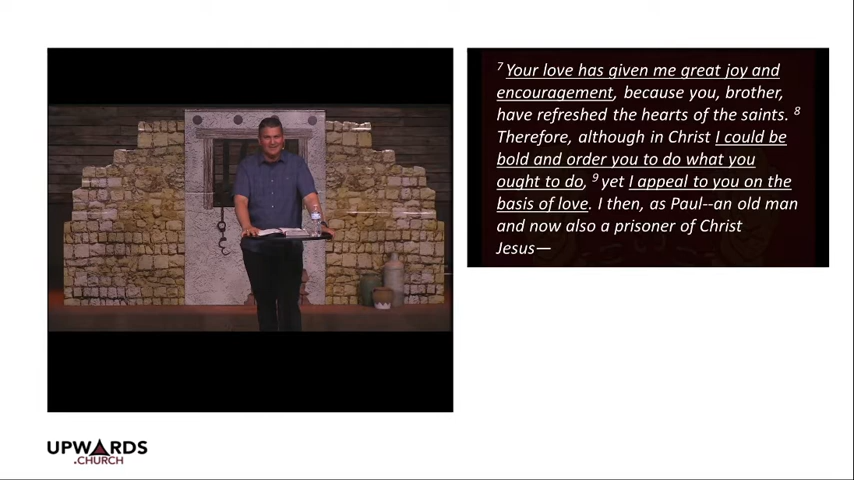 ⁷ Your love has given me great joy and
encouragement, because you, brother,
have refreshed the hearts of the saints. ⁸
Therefore, although in Christ I could be
bold and order you to do what you
ought to do, ⁹ yet I appeal to you on the
basis of love. I then, as Paul--an old man
and now also a prisoner of Christ
Jesus—
UPWARDS
.CHURCH